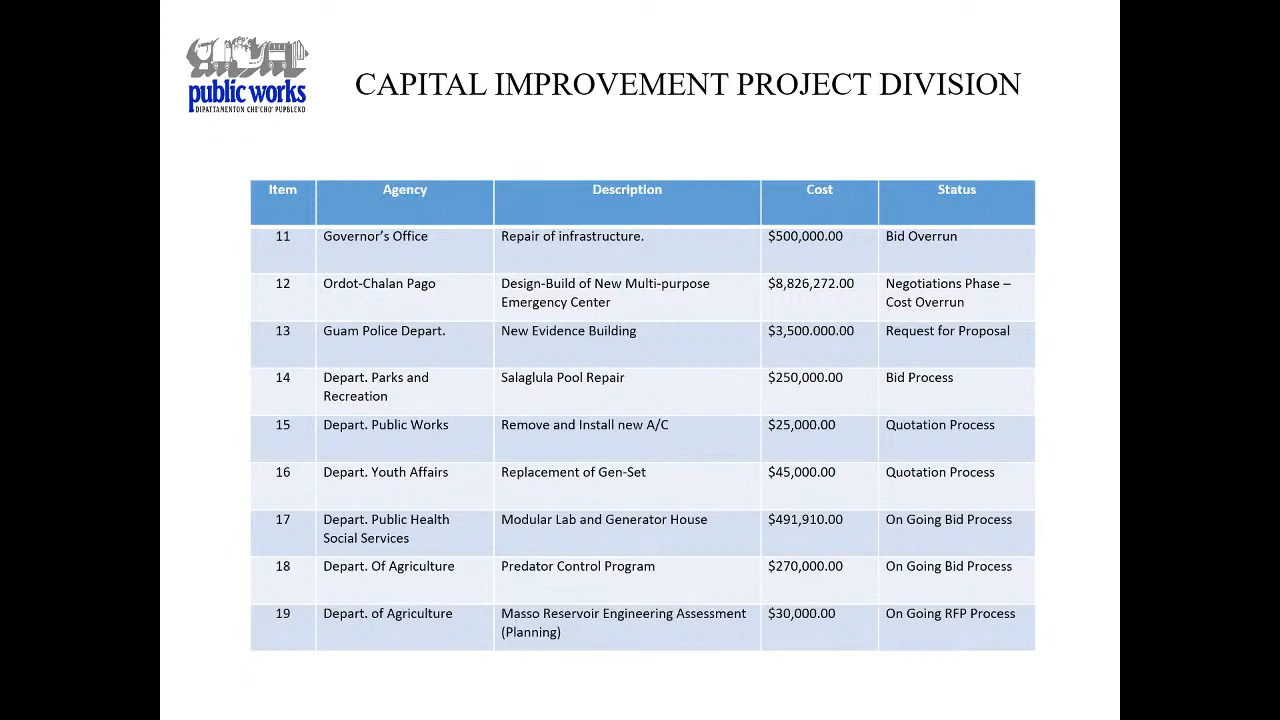 public works
DIPATTAMENTON CHE'CHO' PUPBLEKO
CAPITAL IMPROVEMENT PROJECT DIVISION
Item Agency Description Cost Status
11 Governor's Office Repair of infrastructure. $500,000.00 Bid Overrun
12 Ordot-Chalan Pago Design-Build of New Multi-purpose $8,826,272.00 Negotiations Phase –
Emergency Center Cost Overrun
13 Guam Police Depart. New Evidence Building $3,500.000.00 Request for Proposal
14 Depart. Parks and Salaglula Pool Repair $250,000.00 Bid Process
Recreation
15 Depart. Public Works Remove and Install new A/C $25,000.00 Quotation Process
16 Depart. Youth Affairs Replacement of Gen-Set $45,000.00 Quotation Process
17 Depart. Public Health Modular Lab and Generator House $491,910.00 On Going Bid Process
Social Services
18 Depart. Of Agriculture Predator Control Program $270,000.00 On Going Bid Process
19 Depart. of Agriculture Masso Reservoir Engineering Assessment $30,000.00 On Going RFP Process
(Planning)